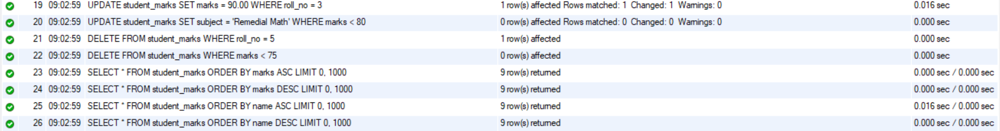 19 09:02:59 UPDATE student_marks SET marks = 90.00 WHERE roll_no = 3 1 row(s) affected Rows matched: 1 Changed: 1 Warnings: 0 0.016 sec
20 09:02:59 UPDATE student_marks SET subject = 'Remedial Math' WHERE marks < 80 0 row(s) affected Rows matched: 0 Changed: 0 Warnings: 0 0.000 sec
21 09:02:59 DELETE FROM student_marks WHERE roll_no = 5 1 row(s) affected 0.000 sec
22 09:02:59 DELETE FROM student_marks WHERE marks < 75 0 row(s) affected 0.000 sec
23 09:02:59 SELECT * FROM student_marks ORDER BY marks ASC LIMIT 0, 1000 9 row(s) returned 0.000 sec / 0.000 sec
24 09:02:59 SELECT * FROM student_marks ORDER BY marks DESC LIMIT 0, 1000 9 row(s) returned 0.000 sec / 0.000 sec
25 09:02:59 SELECT * FROM student_marks ORDER BY name ASC LIMIT 0, 1000 9 row(s) returned 0.016 sec / 0.000 sec
26 09:02:59 SELECT * FROM student_marks ORDER BY name DESC LIMIT 0, 1000 9 row(s) returned 0.000 sec / 0.000 sec